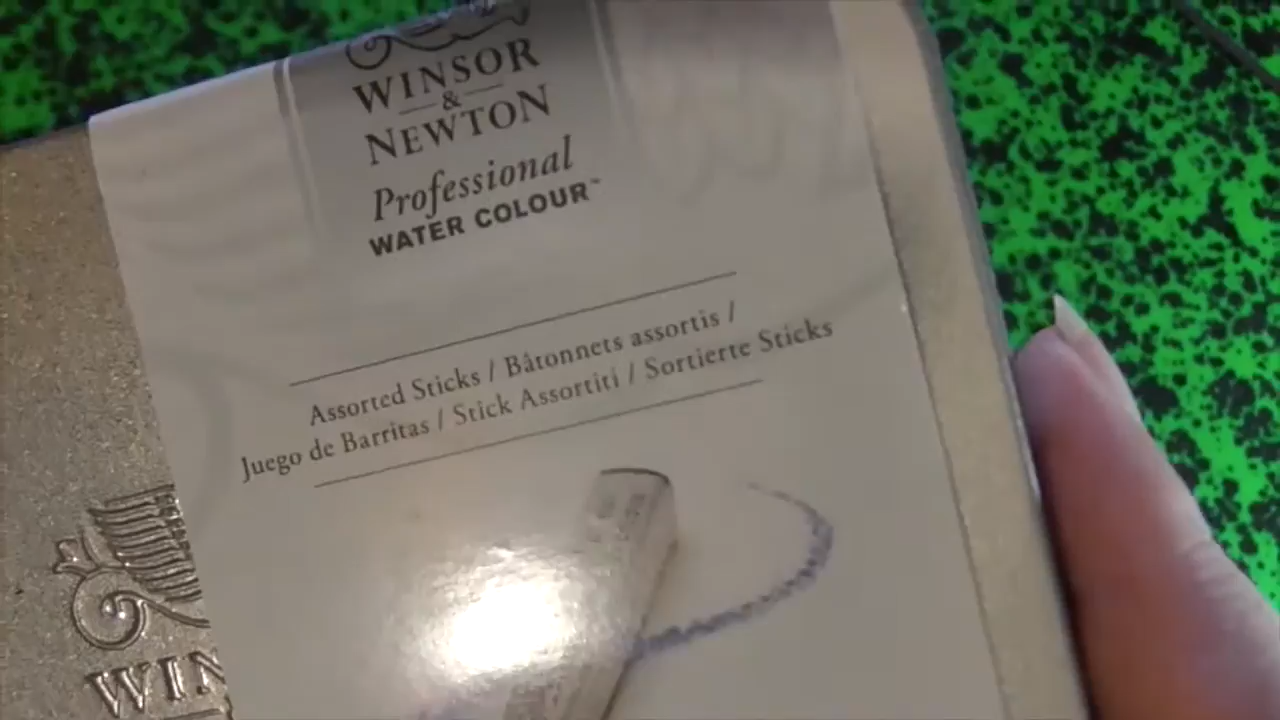 WINSOR
&
NEWTON
Professional
WATER COLOUR™
Assorted Sticks / Bâtonnets assortis /
Juego de Barritas / Stick Assortiti / Sortierte Sticks
WIN